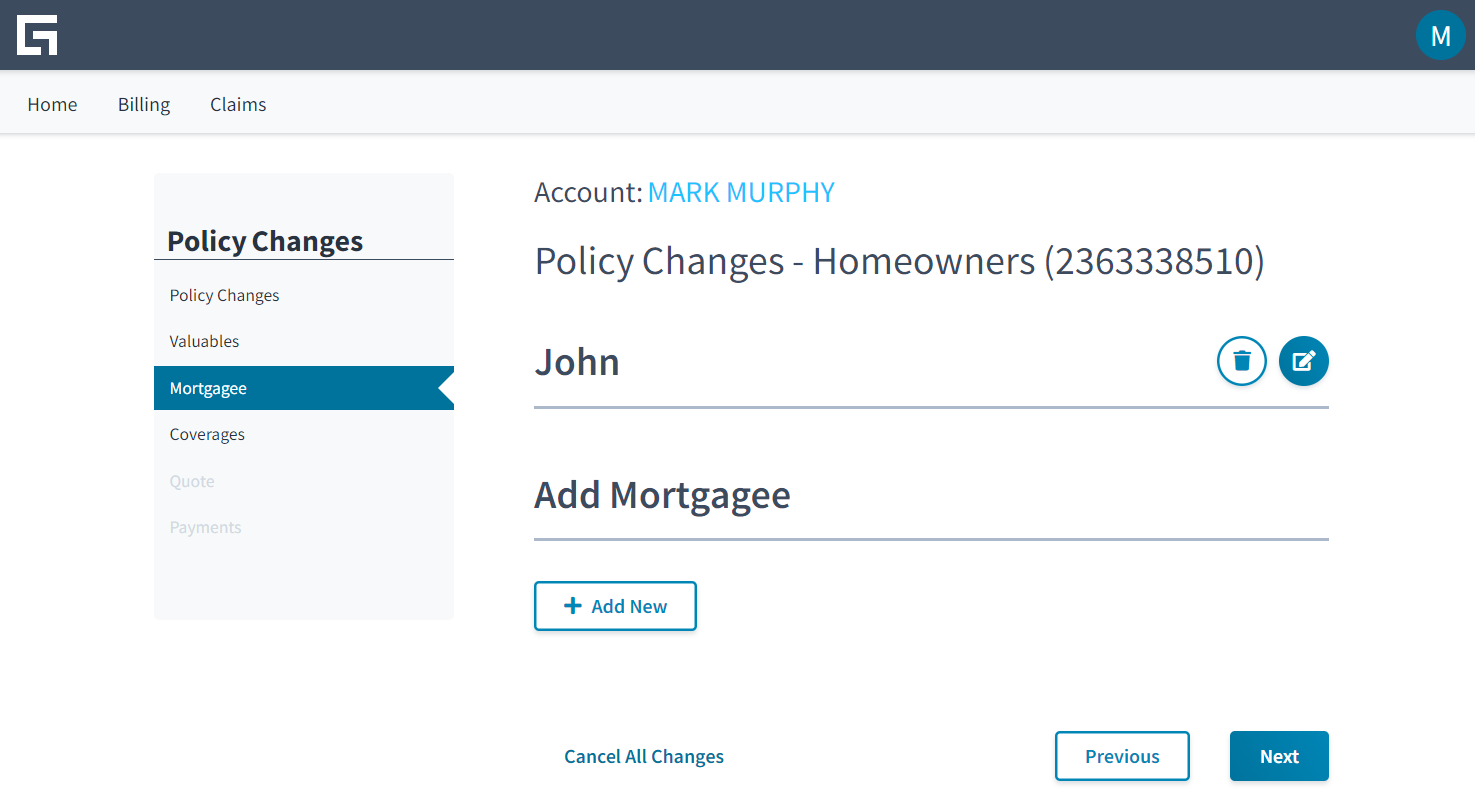 M
Home Billing Claims
Policy Changes
Policy Changes
Valuables
Mortgagee
Coverages
Quote
Payments
Account: MARK MURPHY
Policy Changes - Homeowners (2363338510)
John
Add Mortgagee
Add New
Cancel All Changes Previous Next